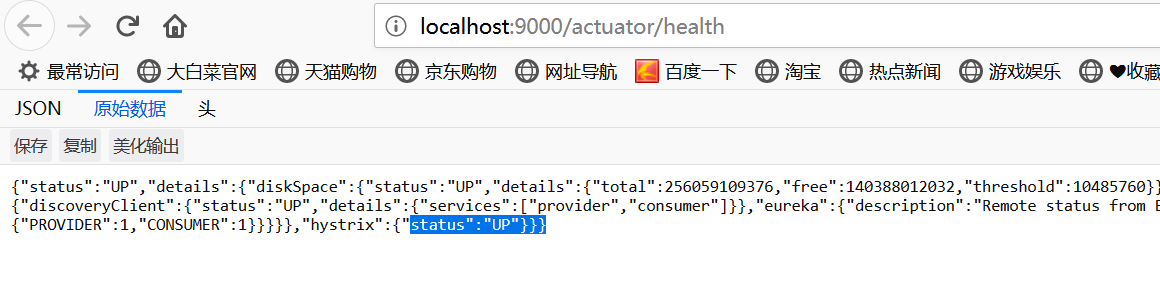 localhost:9000/actuator/health
最常访问 大白菜官网 天猫购物 京东购物 网址导航 百度一下 淘宝 热点新闻 游戏娱乐 ♥收藏
JSON 原始数据 头
保存 复制 美化输出
{"status":"UP","details":{"diskSpace":{"status":"UP","details":{"total":256059109376,"free":140388012032,"threshold":10485760}}
{"discoveryClient":{"status":"UP","details":{"services":["provider","consumer"]}},"eureka":{"description":"Remote status from E
{"PROVIDER":1,"CONSUMER":1}}}}},"hystrix":{"status":"UP"}}}